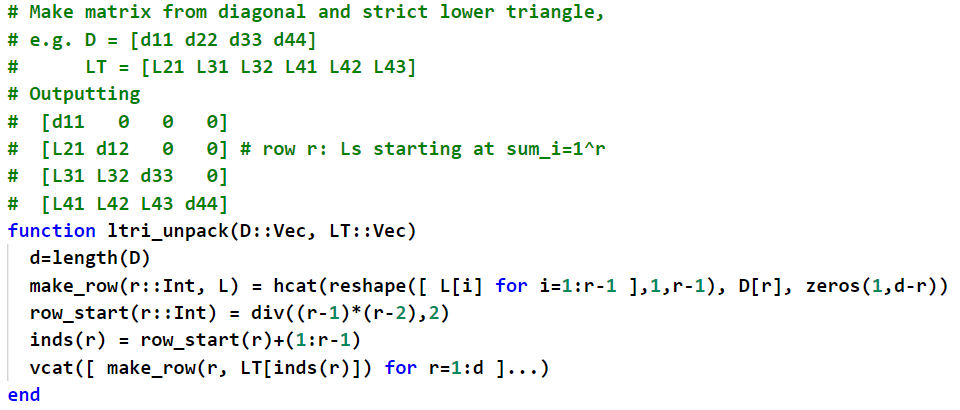 # Make matrix from diagonal and strict lower triangle,
# e.g. D = [d11 d22 d33 d44]
#      LT = [L21 L31 L32 L41 L42 L43]
# Outputting
#  [d11   0   0   0]
#  [L21 d12   0   0] # row r: Ls starting at sum_i=1^r
#  [L31 L32 d33   0]
#  [L41 L42 L43 d44]
function ltri_unpack(D::Vec, LT::Vec)
  d=length(D)
  make_row(r::Int, L) = hcat(reshape([ L[i] for i=1:r-1 ],1,r-1), D[r], zeros(1,d-r))
  row_start(r::Int) = div((r-1)*(r-2),2)
  inds(r) = row_start(r)+(1:r-1)
  vcat([ make_row(r, LT[inds(r)]) for r=1:d ]...)
end